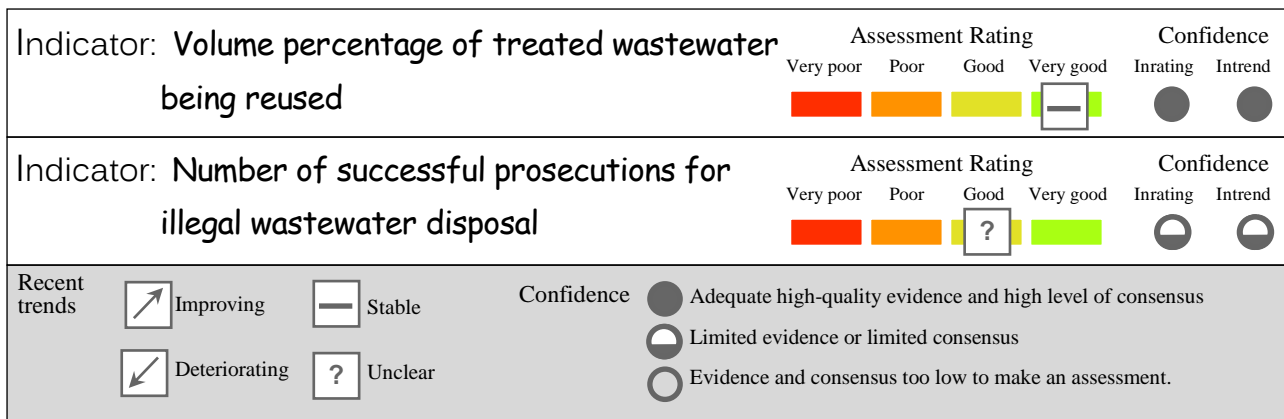 Indicator: Volume percentage of treated wastewater
being reused
Assessment Rating
Confidence
Very poor Poor Good Very good Inrating Intrend
Indicator: Number of successful prosecutions for
illegal wastewater disposal
Assessment Rating
Confidence
Very poor Poor Good Very good Inrating Intrend
?
Recent
trends
Improving
Stable
Deteriorating
? Unclear
Confidence
Adequate high-quality evidence and high level of consensus
Limited evidence or limited consensus
Evidence and consensus too low to make an assessment.